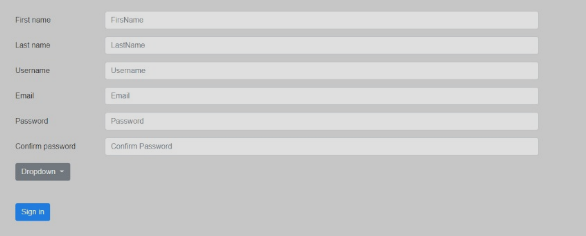 First name FirsName
Last name LastName
Username Username
Email Email
Password Password
Confirm password Confirm Password
Dropdown
Sign in